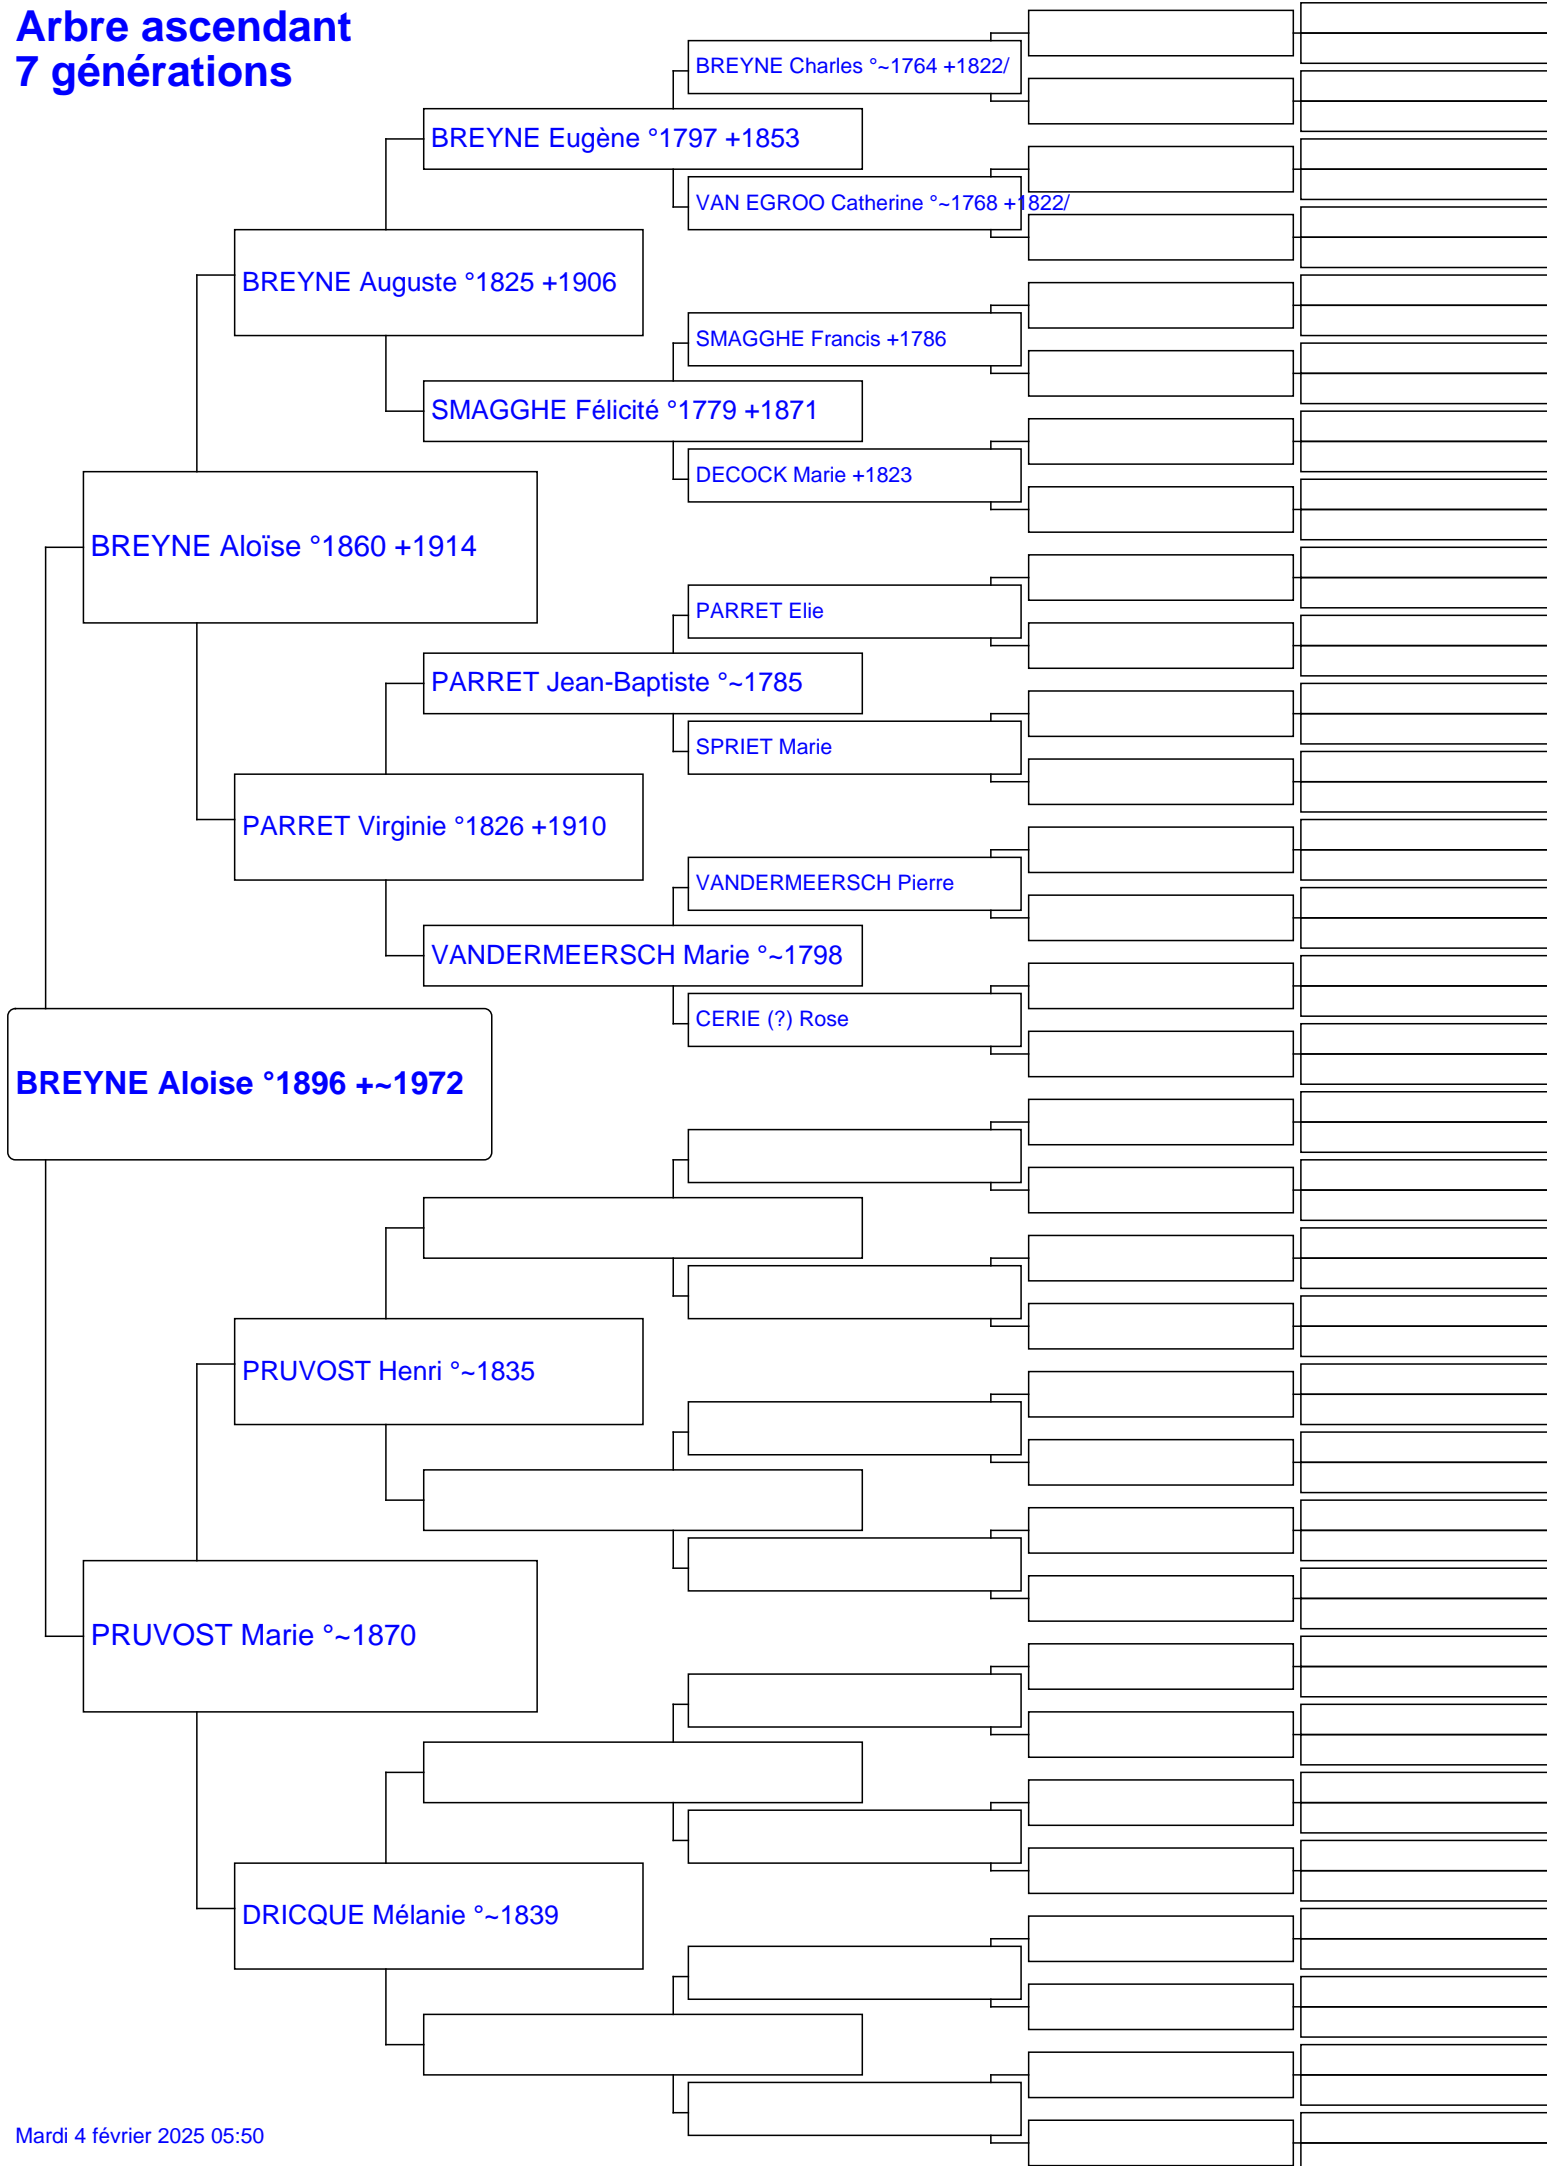 Arbre ascendant
7 générations
BREYNE Charles °~1764 +1822/
BREYNE Eugène °1797 +1853
VAN EGROO Catherine °~1768 +1822/
BREYNE Auguste °1825 +1906
SMAGGHE Francis +1786
SMAGGHE Félicité °1779 +1871
DECOCK Marie +1823
BREYNE Aloïse °1860 +1914
PARRET Elie
PARRET Jean-Baptiste °~1785
SPRIET Marie
PARRET Virginie °1826 +1910
VANDERMEERSCH Pierre
VANDERMEERSCH Marie °~1798
CERIE (?) Rose
BREYNE Aloise °1896 +~1972
PRUVOST Henri °~1835
PRUVOST Marie °~1870
DRICQUE Mélanie °~1839
Mardi 4 février 2025 05:50